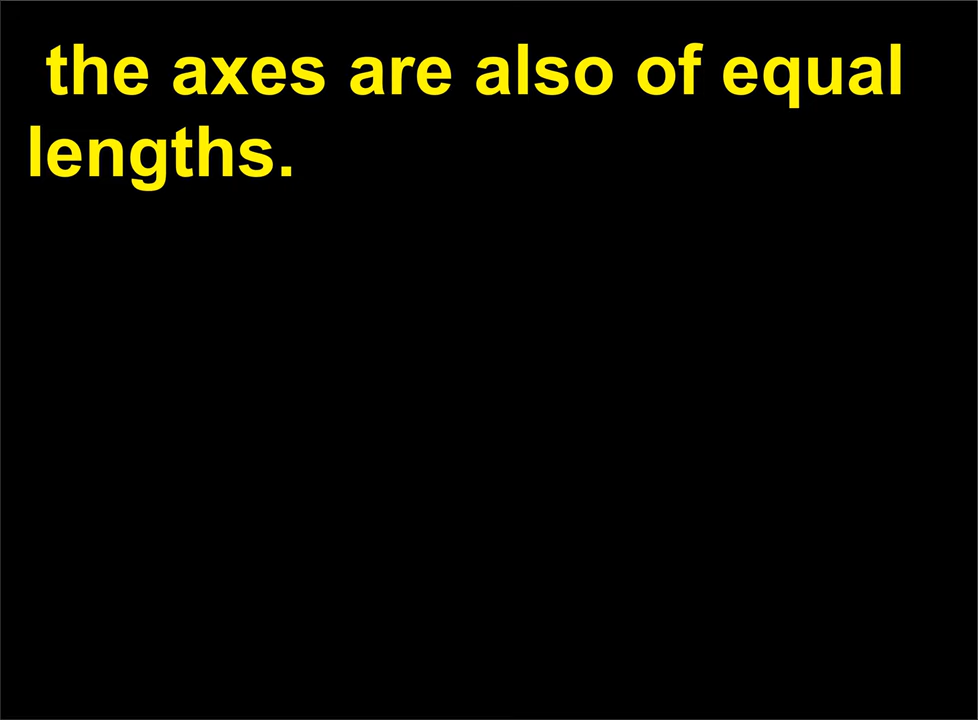 the axes are also of equal
lengths.